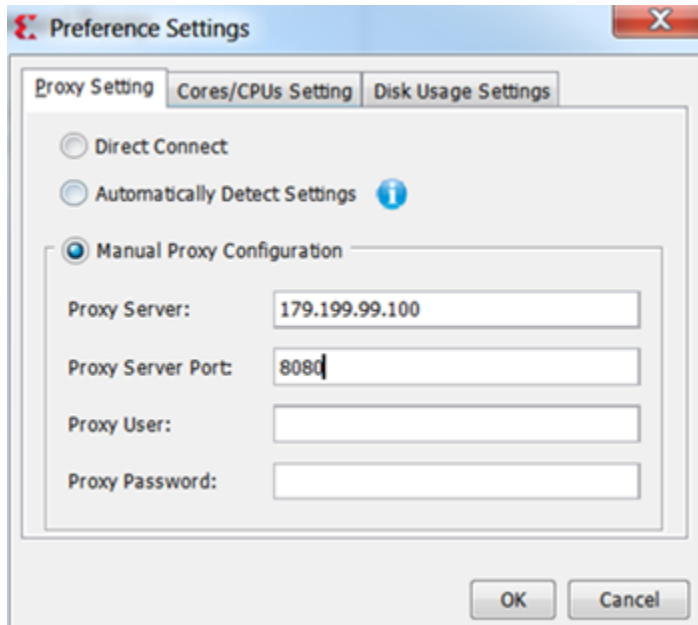 Preference Settings
Proxy Setting Cores/CPUs Setting Disk Usage Settings
Direct Connect
Automatically Detect Settings
Manual Proxy Configuration
Proxy Server: 179.199.99.100
Proxy Server Port: 8080
Proxy User:
Proxy Password:
OK Cancel